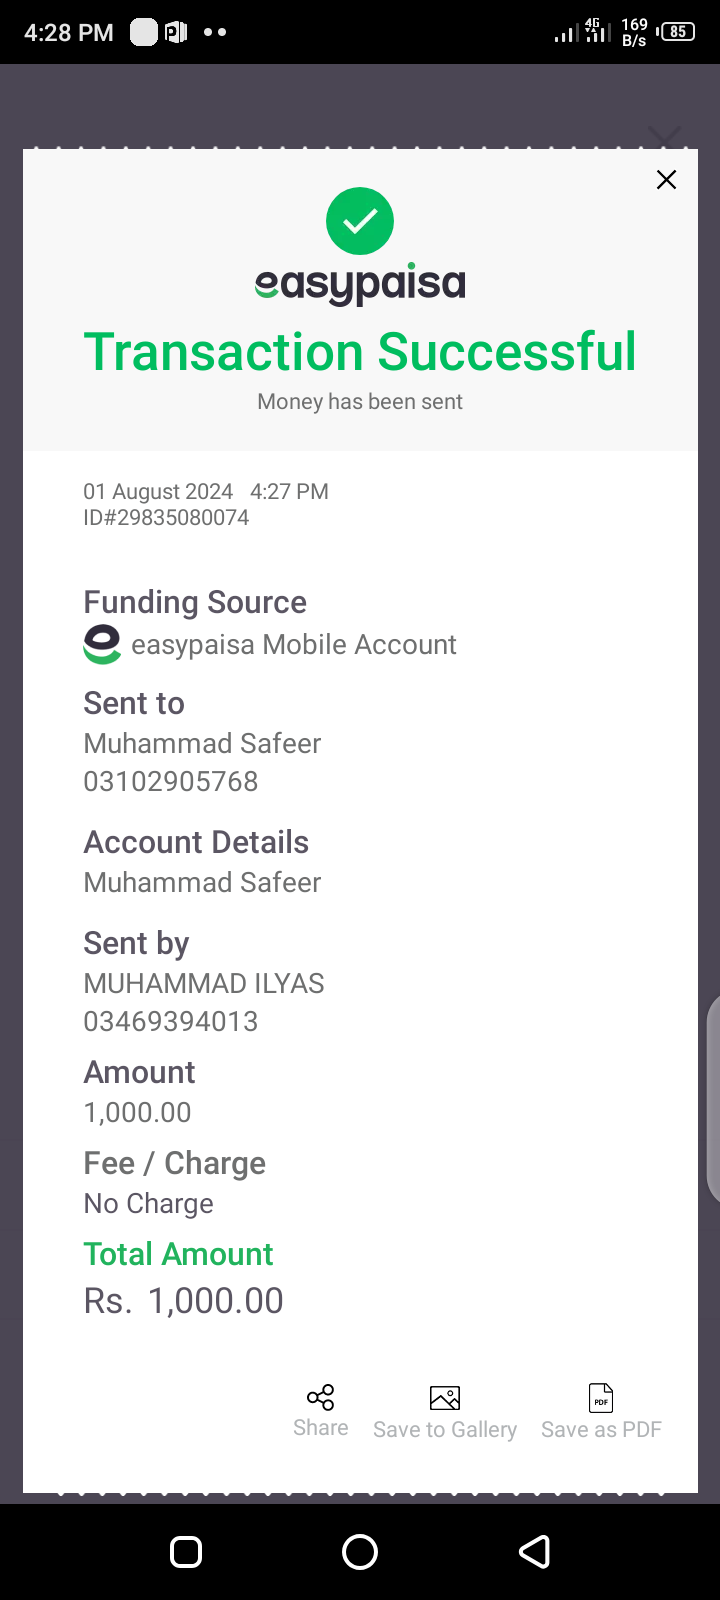 4:28 PM
4G
169
B/s
85
easypaisa
Transaction Successful
Money has been sent
01 August 2024 4:27 PM
ID#29835080074
Funding Source
easypaisa Mobile Account
Sent to
Muhammad Safeer
03102905768
Account Details
Muhammad Safeer
Sent by
MUHAMMAD ILYAS
03469394013
Amount
1,000.00
Fee / Charge
No Charge
Total Amount
Rs. 1,000.00
PDF
Share Save to Gallery Save as PDF